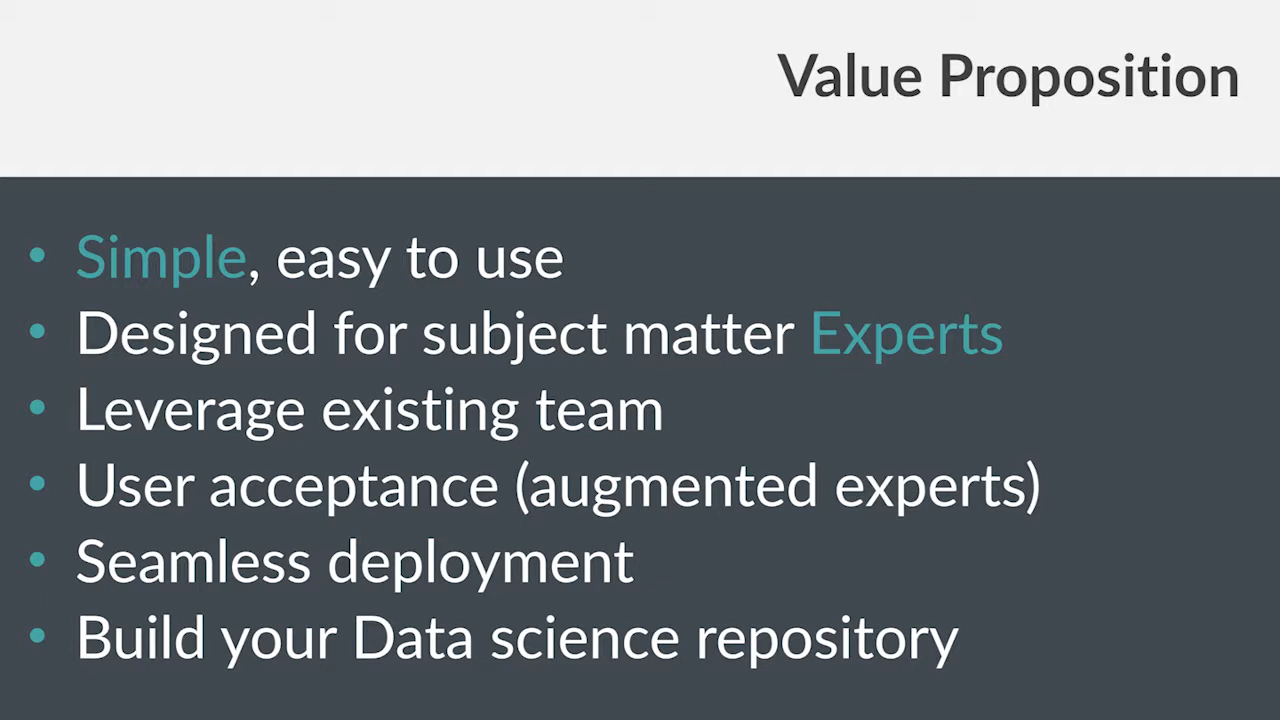 Value Proposition
• Simple, easy to use
• Designed for subject matter Experts
• Leverage existing team
• User acceptance (augmented experts)
• Seamless deployment
• Build your Data science repository